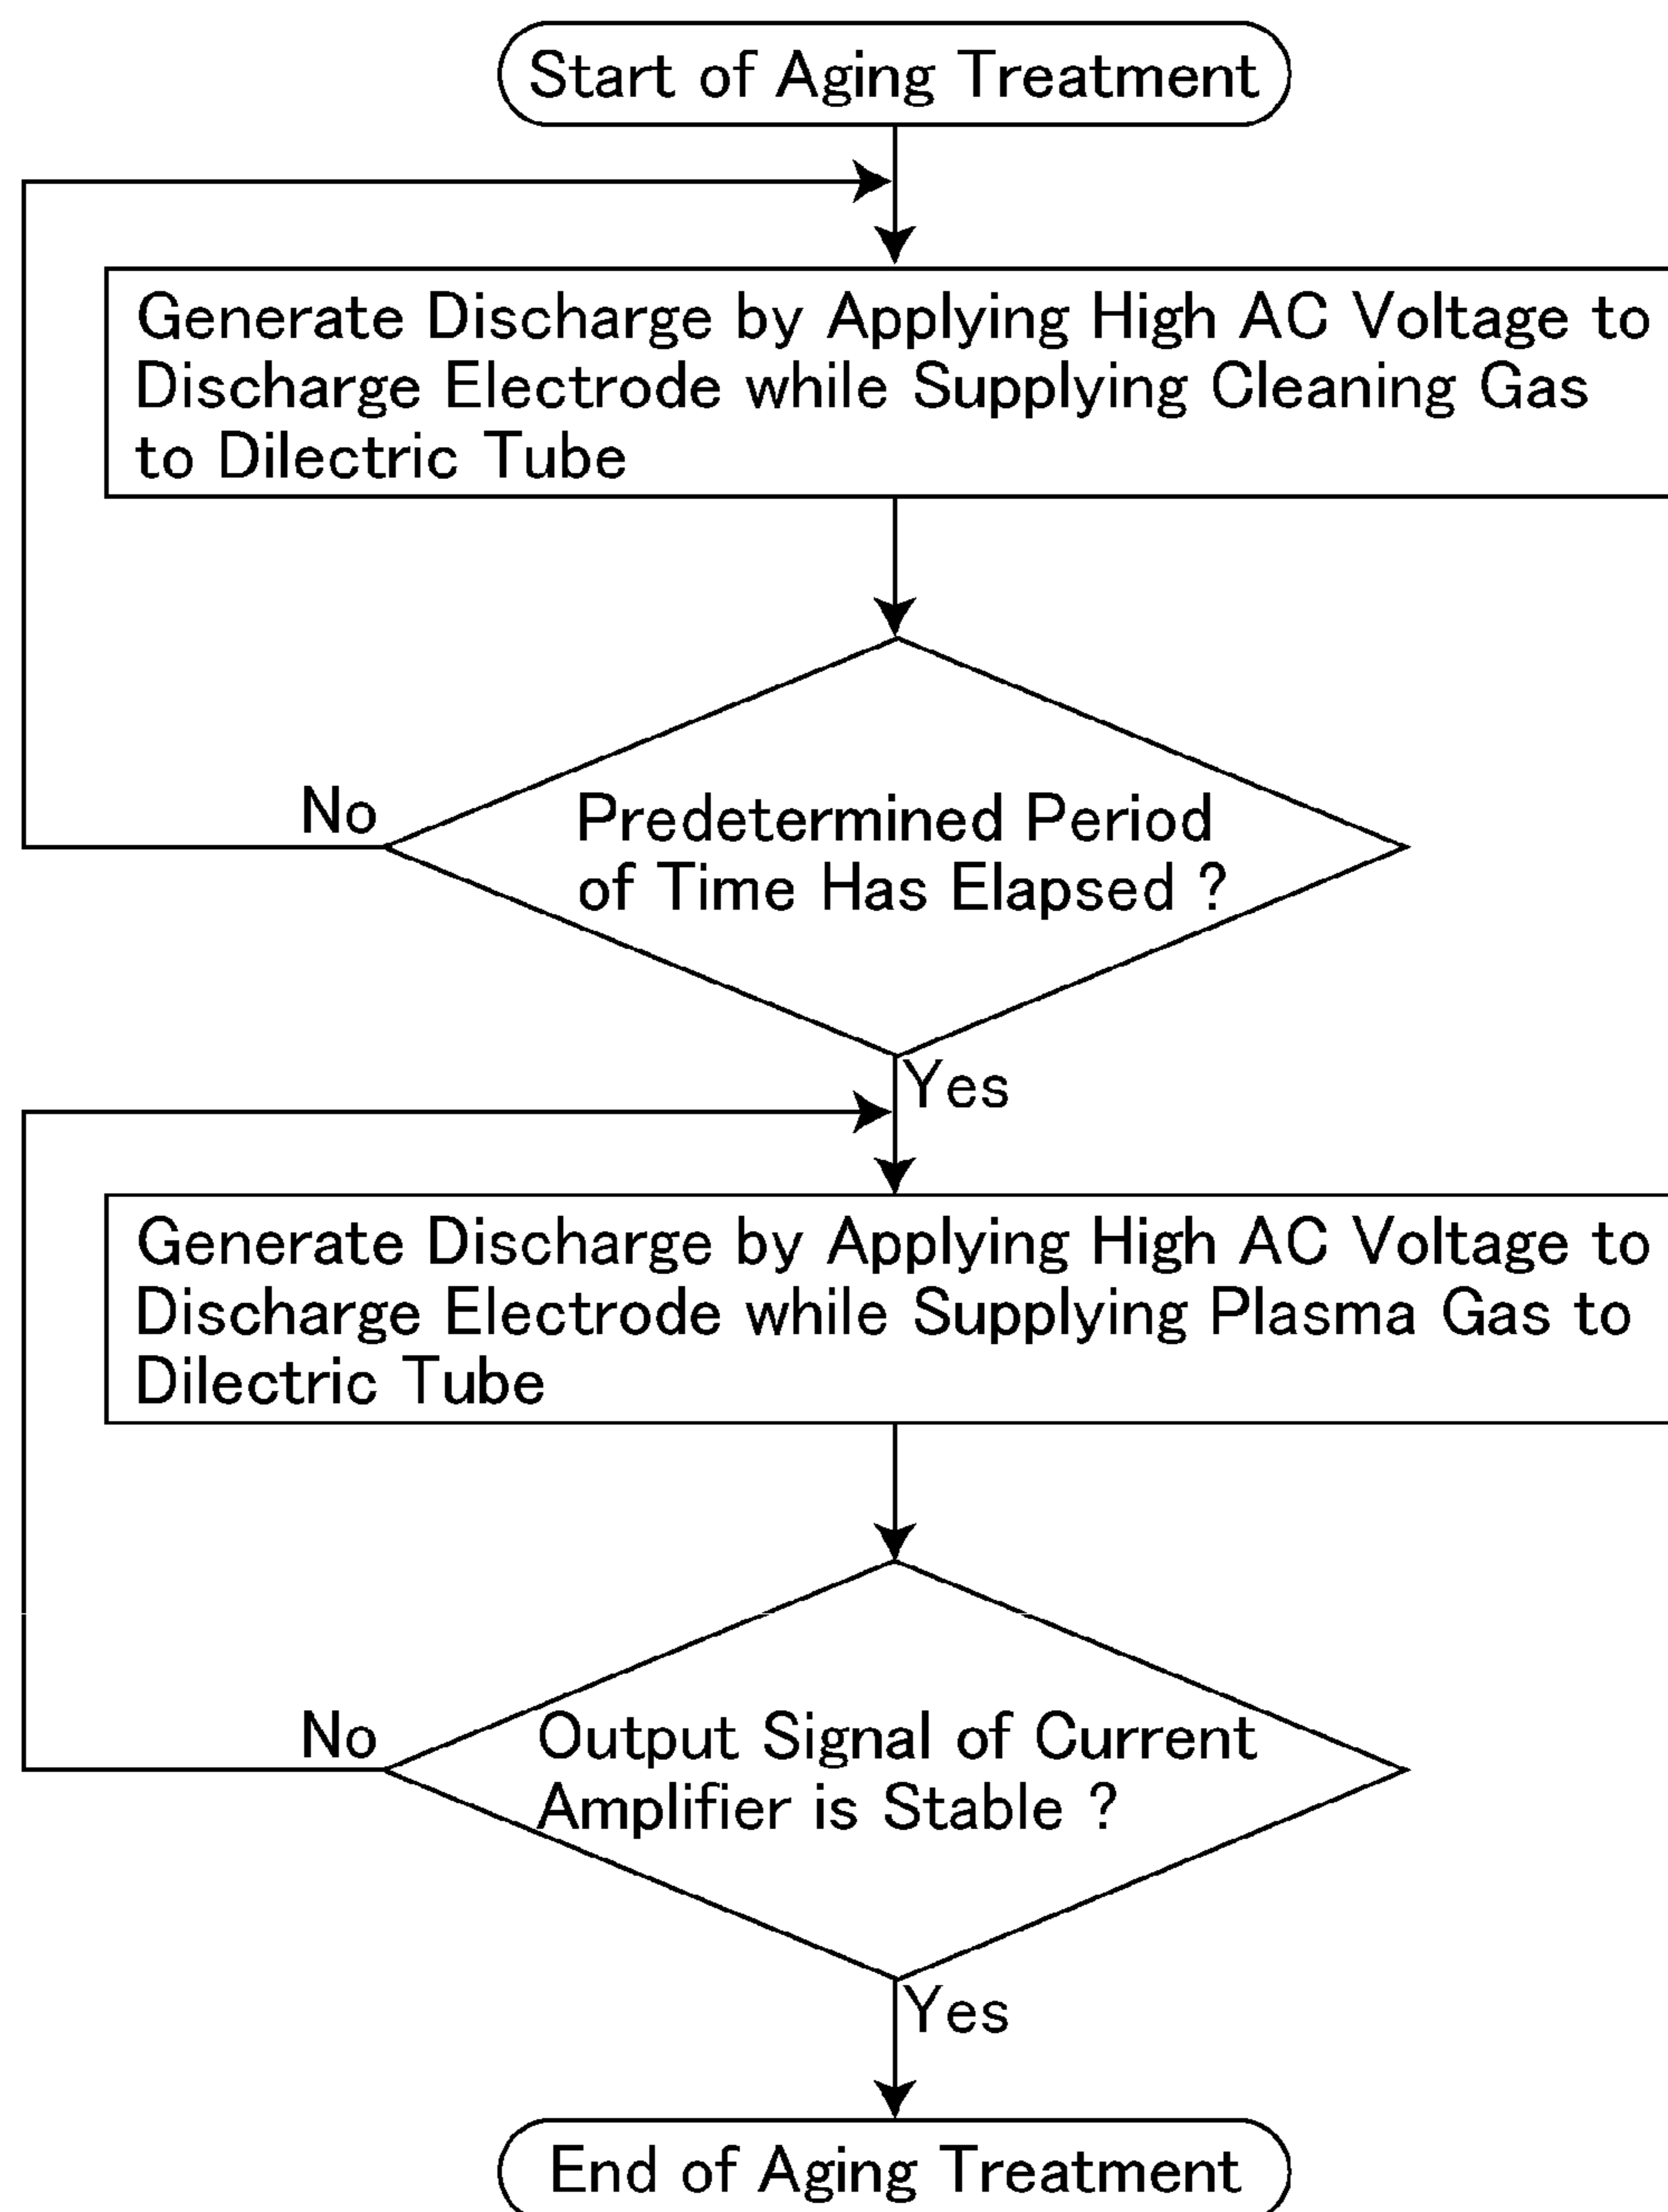 Start of Aging Treatment
Generate Discharge by Applying High AC Voltage to
Discharge Electrode while Supplying Cleaning Gas
to Dilectric Tube
No
Predetermined Period
of Time Has Elapsed ?
Yes
Generate Discharge by Applying High AC Voltage to
Discharge Electrode while Supplying Plasma Gas to
Dilectric Tube
No
Output Signal of Current
Amplifier is Stable ?
Yes
End of Aging Treatment